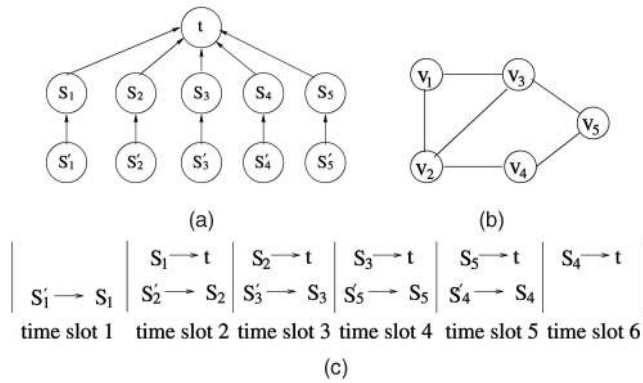 t
S₁ S₂ S₃ S₄ S₅
S′₁ S′₂ S′₃ S′₄ S′₅
(a)
V₁ V₃
V₅
V₂ V₄
(b)
S₁ → t S₂ → t S₃ → t S₅ → t S₄ → t
S′₁ → S₁ S′₂ → S₂ S′₃ → S₃ S′₅ → S₅ S′₄ → S₄
time slot 1 time slot 2 time slot 3 time slot 4 time slot 5 time slot 6
(c)